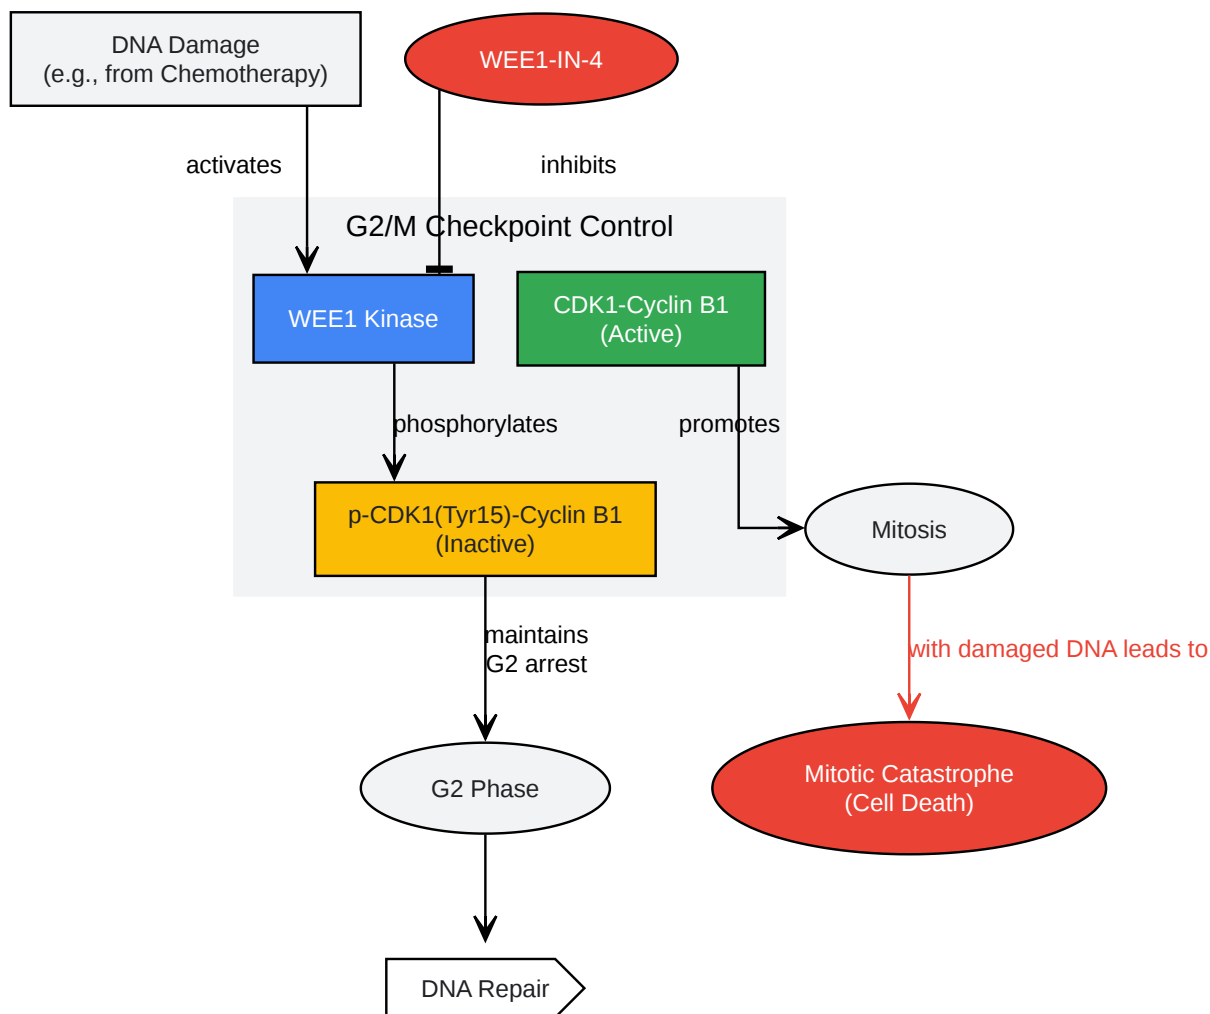 DNA Damage
(e.g., from Chemotherapy)
WEE1-IN-4
activates
inhibits
G2/M Checkpoint Control
WEE1 Kinase
CDK1-Cyclin B1
(Active)
phosphorylates
promotes
p-CDK1(Tyr15)-Cyclin B1
(Inactive)
Mitosis
maintains
G2 arrest
with damaged DNA leads to
G2 Phase
Mitotic Catastrophe
(Cell Death)
DNA Repair